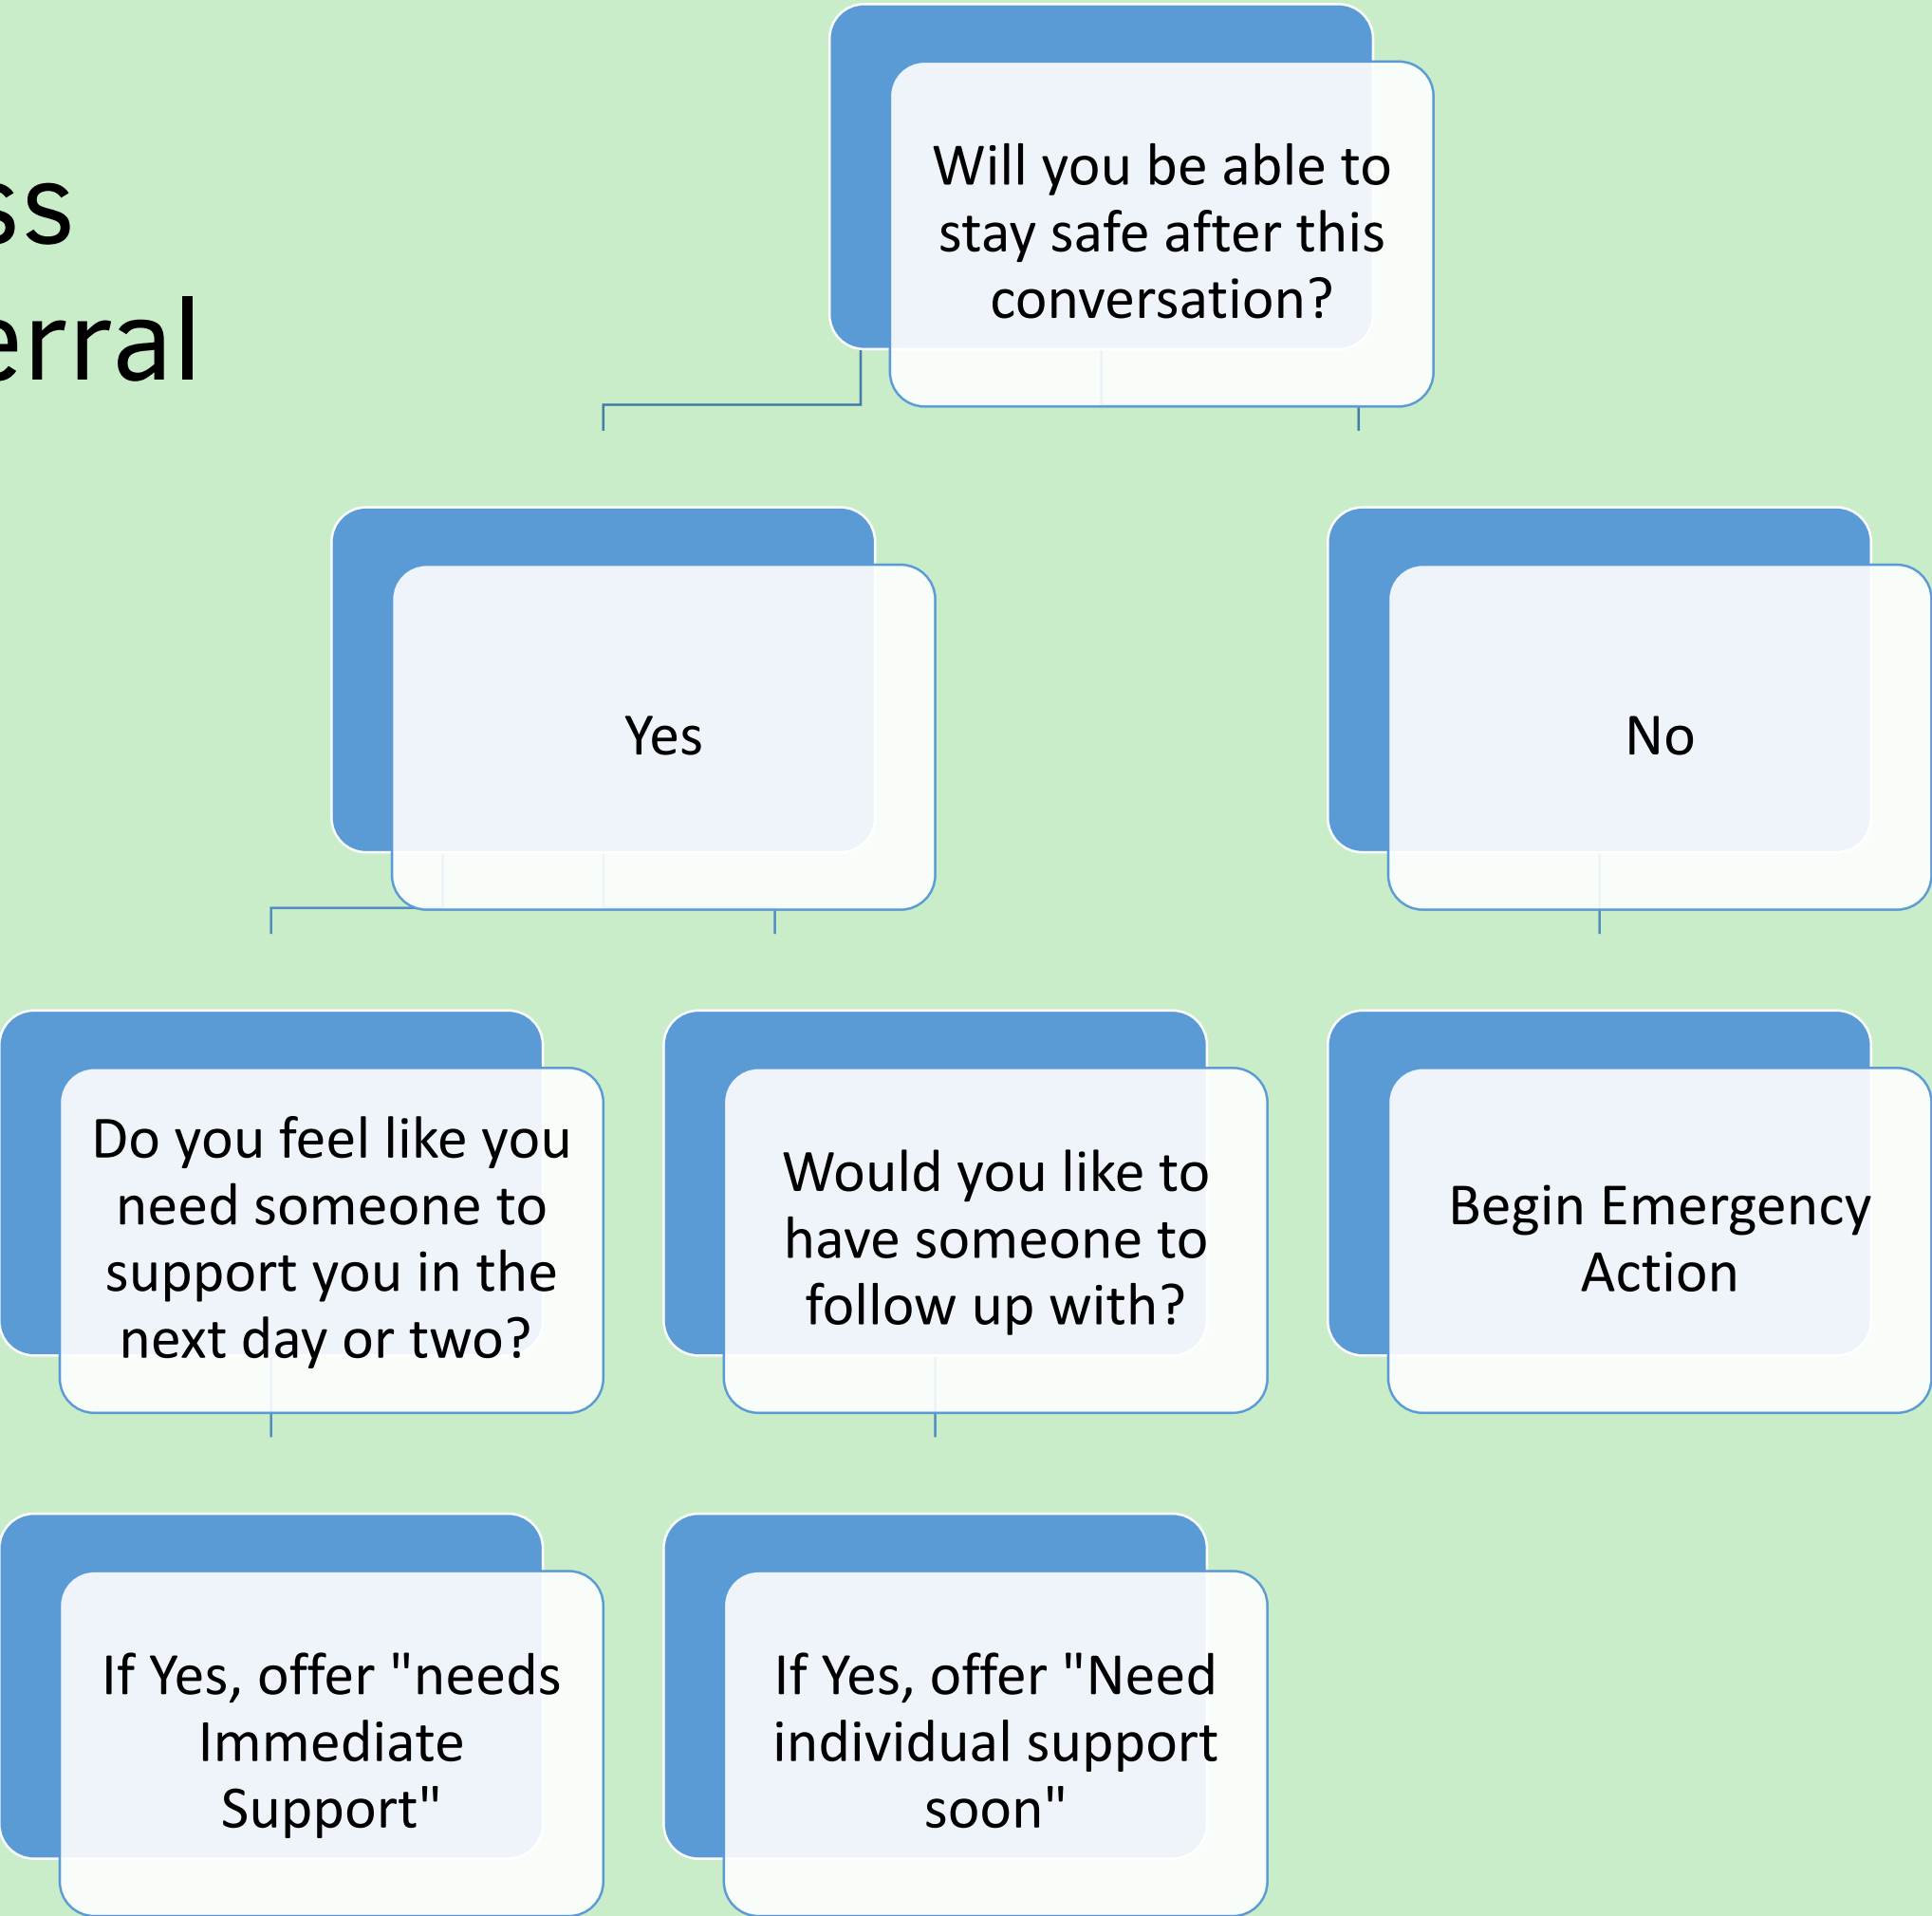 ss
erral
Will you be able to
stay safe after this
conversation?
Yes
No
Do you feel like you
need someone to
support you in the
next day or two?
Would you like to
have someone to
follow up with?
Begin Emergency
Action
If Yes, offer "needs
Immediate
Support"
If Yes, offer "Need
individual support
soon"